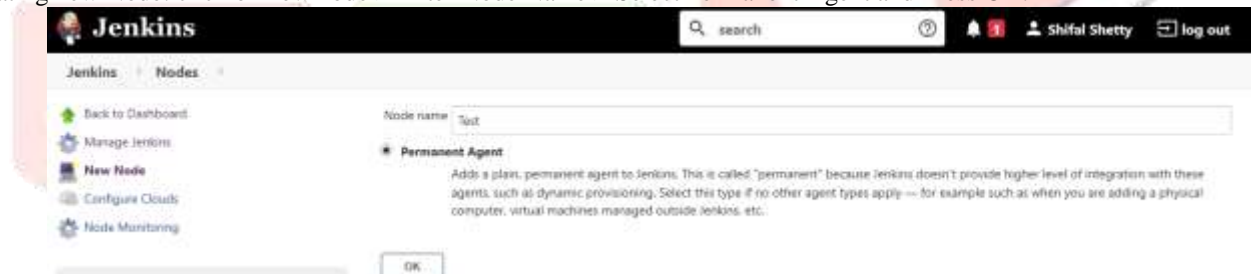 Jenkins
search
1
Shifal Shetty
log out
Jenkins
Nodes
Back to Dashboard
Manage Jenkins
New Node
Configure Clouds
Node Monitoring
Node name
Test
Permanent Agent
Adds a plain, permanent agent to Jenkins. This is called "permanent" because Jenkins doesn't provide higher level of integration with these
agents, such as dynamic provisioning. Select this type if no other agent types apply — for example such as when you are adding a physical
computer, virtual machines managed outside Jenkins, etc.
OK